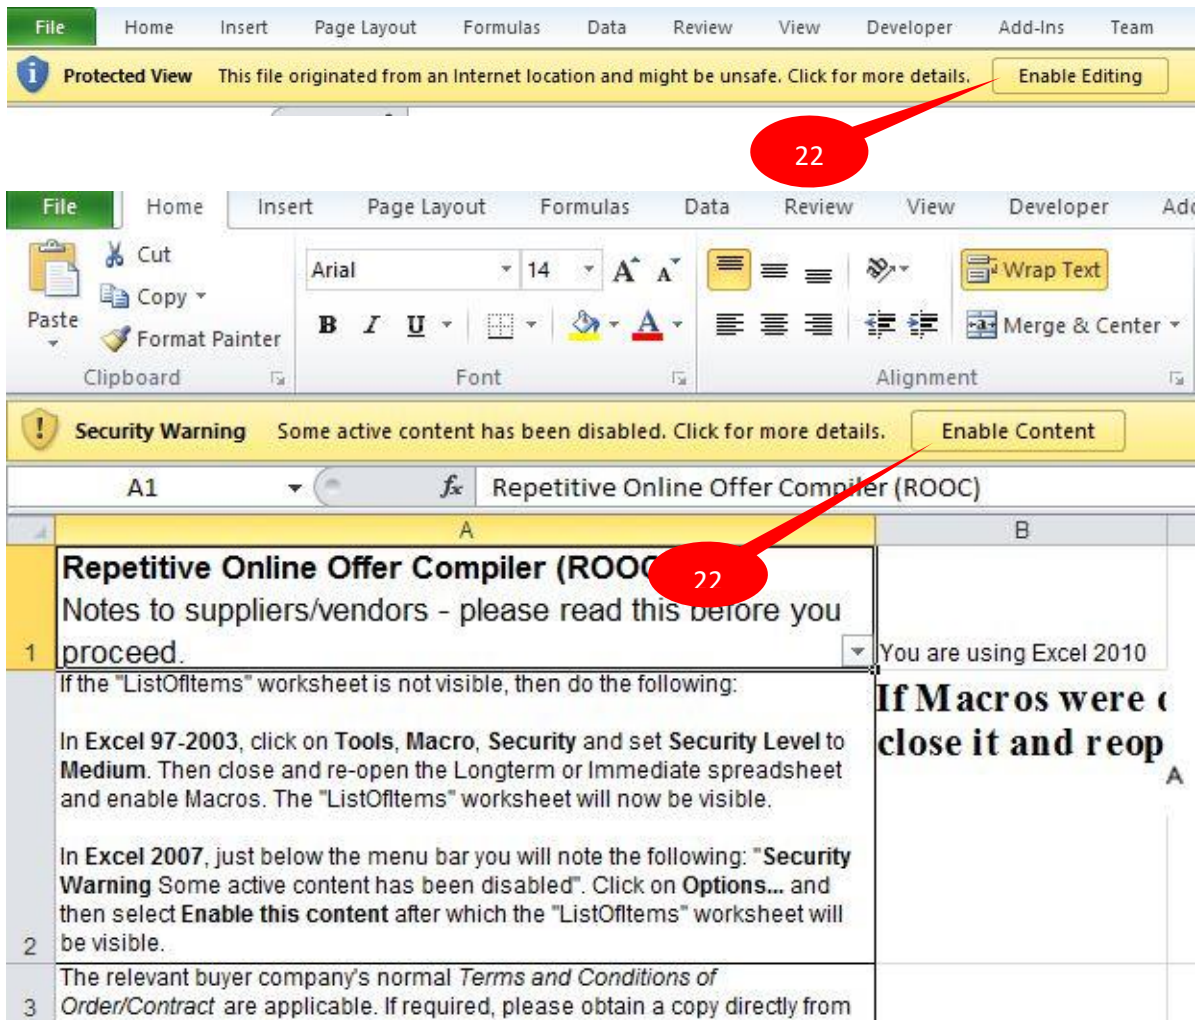 File Home Insert Page Layout Formulas Data Review View Developer Add-Ins Team
Protected View This file originated from an Internet location and might be unsafe. Click for more details. Enable Editing
22
File Home Insert Page Layout Formulas Data Review View Developer
Cut
Arial 14 A A Wrap Text
Copy
Paste
Format Painter
B I U A Merge & Center
Clipboard Font Alignment
Security Warning Some active content has been disabled. Click for more details. Enable Content
A1 fx Repetitive Online Offer Compiler (ROOC)
A B
Repetitive Online Offer Compiler (ROOC
22
Notes to suppliers/vendors - please read this before you
1 proceed. You are using Excel 2010
If the "ListOfItems" worksheet is not visible, then do the following:
If Macros were
In Excel 97-2003, click on Tools, Macro, Security and set Security Level to
close it and reop
Medium. Then close and re-open the Longterm or Immediate spreadsheet
A
and enable Macros. The "ListOfItems" worksheet will now be visible.
In Excel 2007, just below the menu bar you will note the following: "Security
Warning Some active content has been disabled". Click on Options... and
then select Enable this content after which the "ListOfItems" worksheet will
2 be visible.
The relevant buyer company's normal Terms and Conditions of
3 Order/Contract are applicable. If required, please obtain a copy directly from